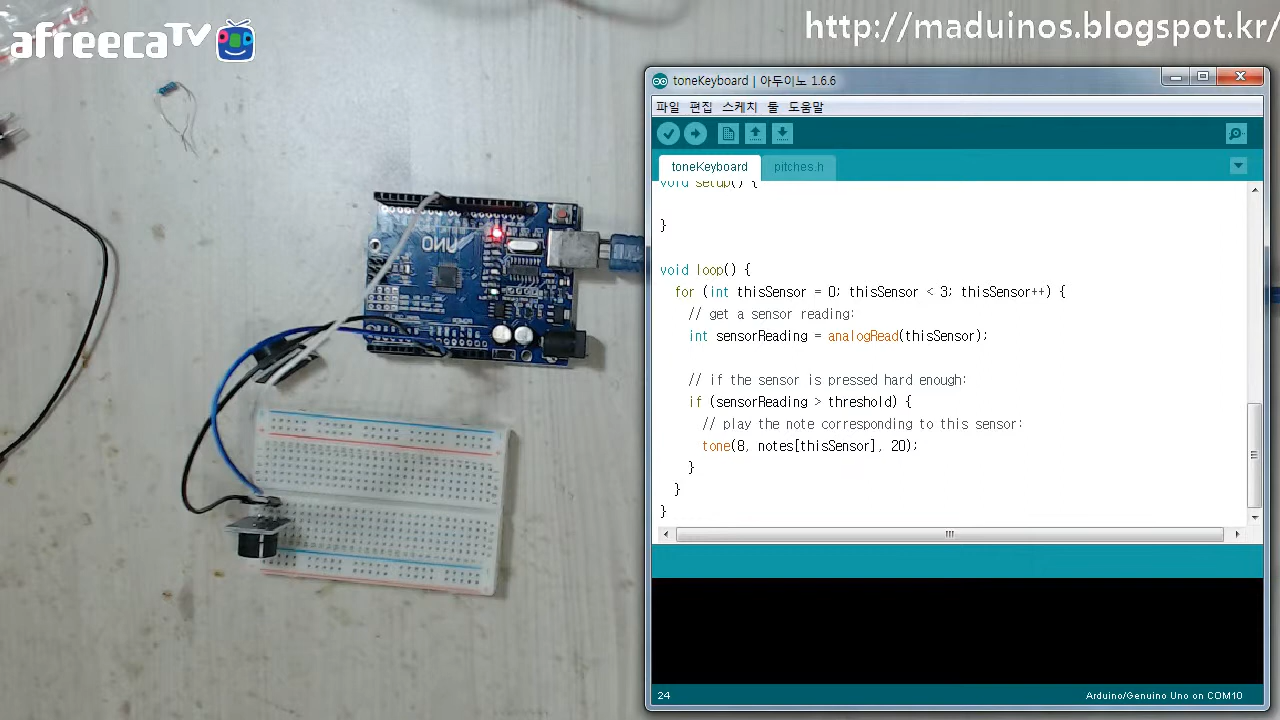 afreecaTV
http://maduinos.blogspot.kr/
toneKeyboard | 아두이노 1.6.6
파일 편집 스케치 툴 도움말
toneKeyboard pitches.h
void setup() {
}
void loop() {
for (int thisSensor = 0; thisSensor < 3; thisSensor++) {
// get a sensor reading:
int sensorReading = analogRead(thisSensor);
// if the sensor is pressed hard enough:
if (sensorReading > threshold) {
// play the note corresponding to this sensor:
tone(8, notes[thisSensor], 20);
}
}
}
24
Arduino/Genuino Uno on COM10
UNO